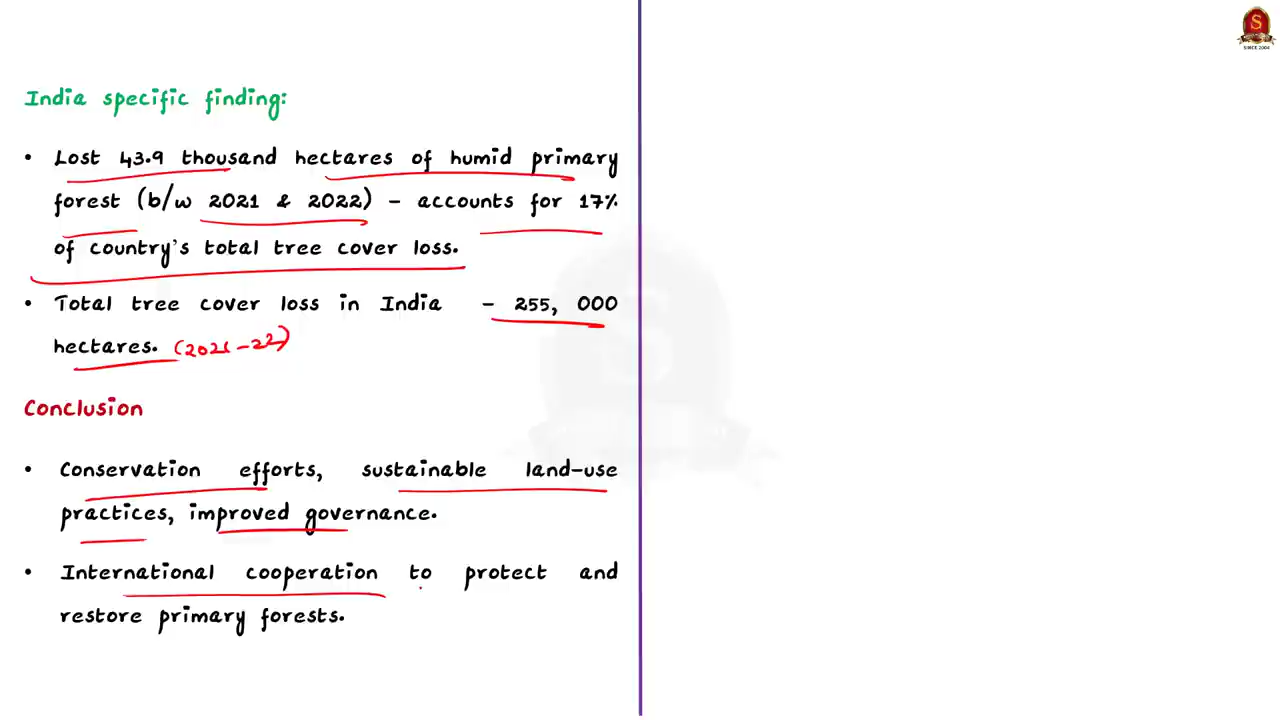 India specific finding:
• Lost 43.9 thousand hectares of humid primary
forest (b/w 2021 & 2022) - accounts for 17%
of country's total tree cover loss.
• Total tree cover loss in India - 255, 000
hectares. (2021-22)
Conclusion
• Conservation efforts, sustainable land-use
practices, improved governance.
• International cooperation to protect and
restore primary forests.
S
SINCE 2004